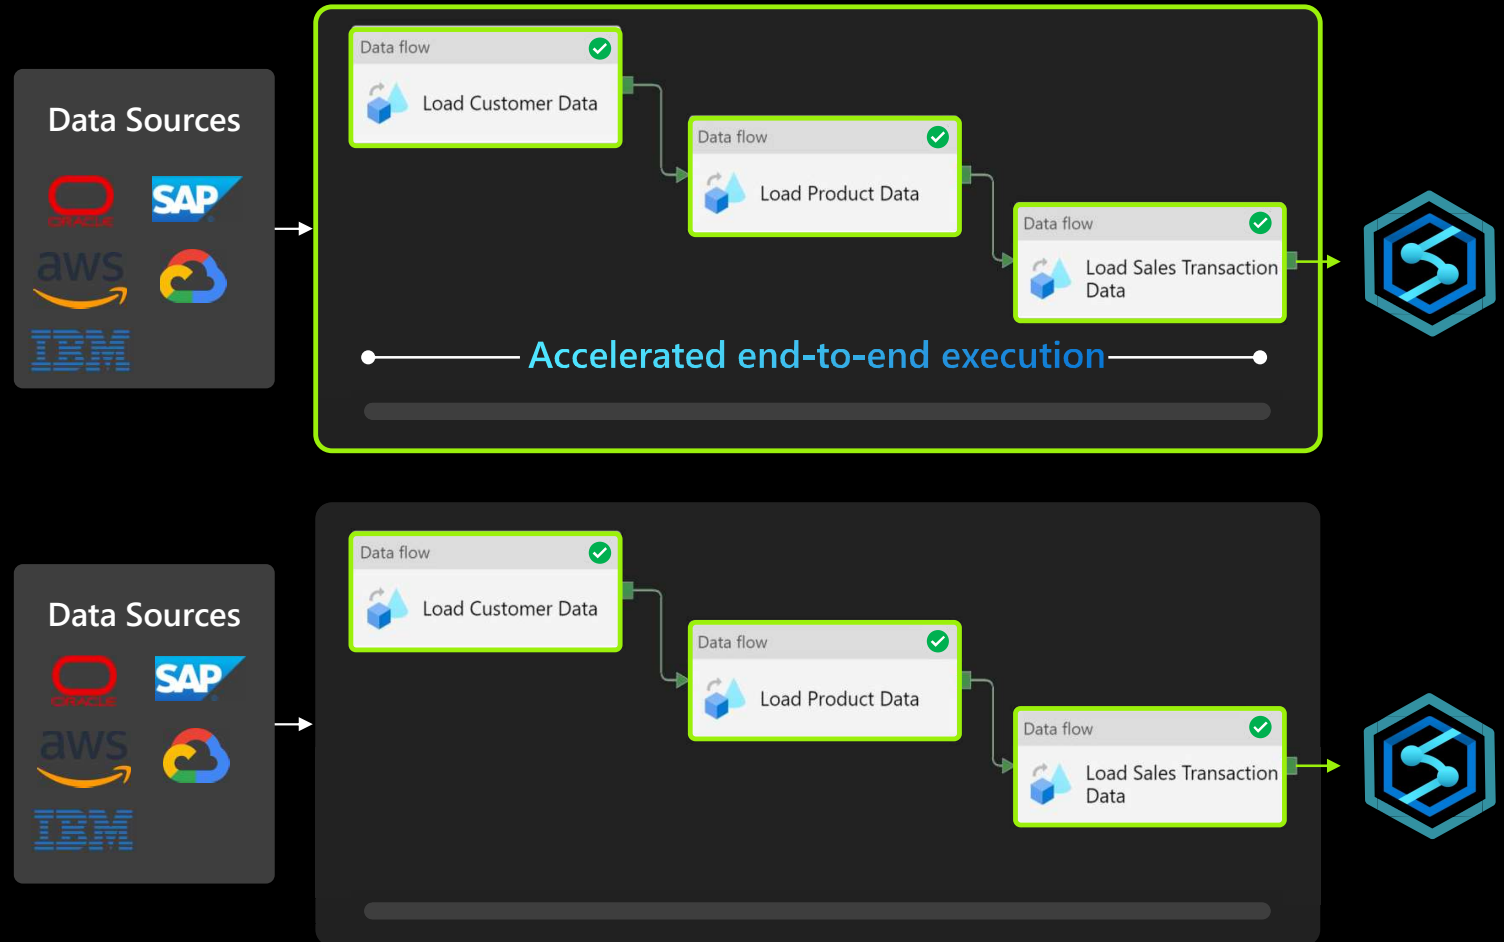 Data Sources
ORACLE
SAP
aws
IBM
Data flow
Load Customer Data
Data flow
Load Product Data
Data flow
Load Sales Transaction
Data
Accelerated end-to-end execution
Data Sources
ORACLE
SAP
aws
IBM
Data flow
Load Customer Data
Data flow
Load Product Data
Data flow
Load Sales Transaction
Data